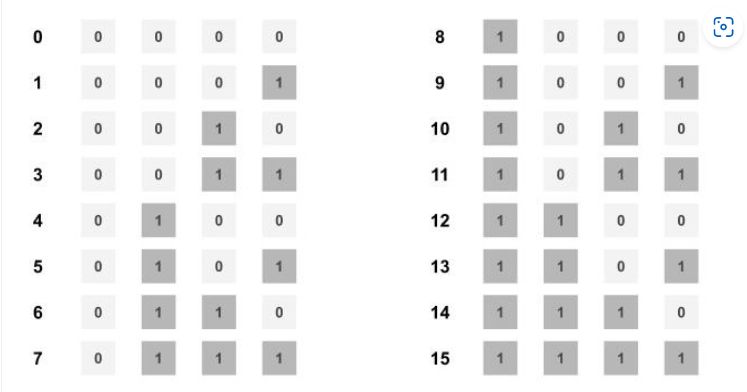 0 0 0 0 0
1 0 0 0 1
2 0 0 1 0
3 0 0 1 1
4 0 1 0 0
5 0 1 0 1
6 0 1 1 0
7 0 1 1 1
8 1 0 0 0
9 1 0 0 1
10 1 0 1 0
11 1 0 1 1
12 1 1 0 0
13 1 1 0 1
14 1 1 1 0
15 1 1 1 1